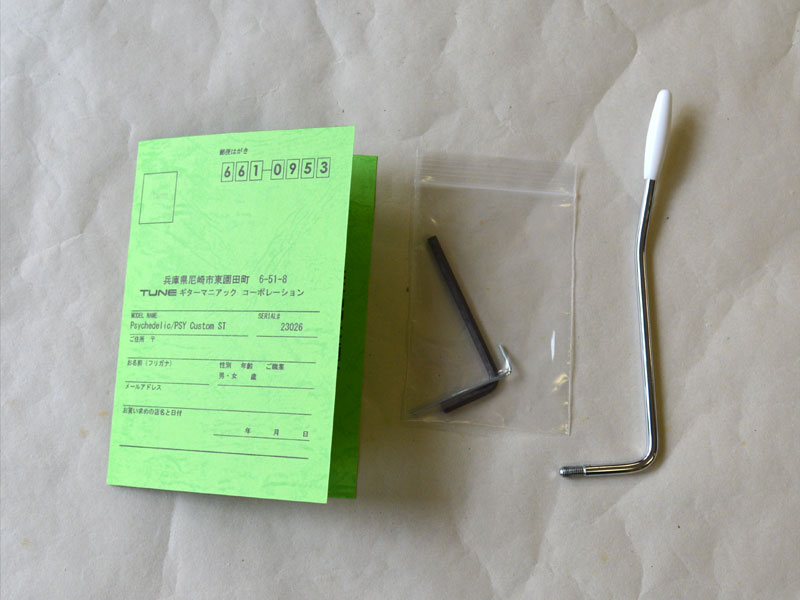 郵便はがき
661-0953
兵庫県尼崎市東園田町 6-51-8
TUNE ギターマニアック コーポレーション
MODEL NAME SERIAL#
Psychedelic/PSY Custom ST 23026
ご住所 〒
お名前（フリガナ） 性別 年齢 ご職業
男・女 歳
メールアドレス
お買い求めの店名と日付
年 月 日